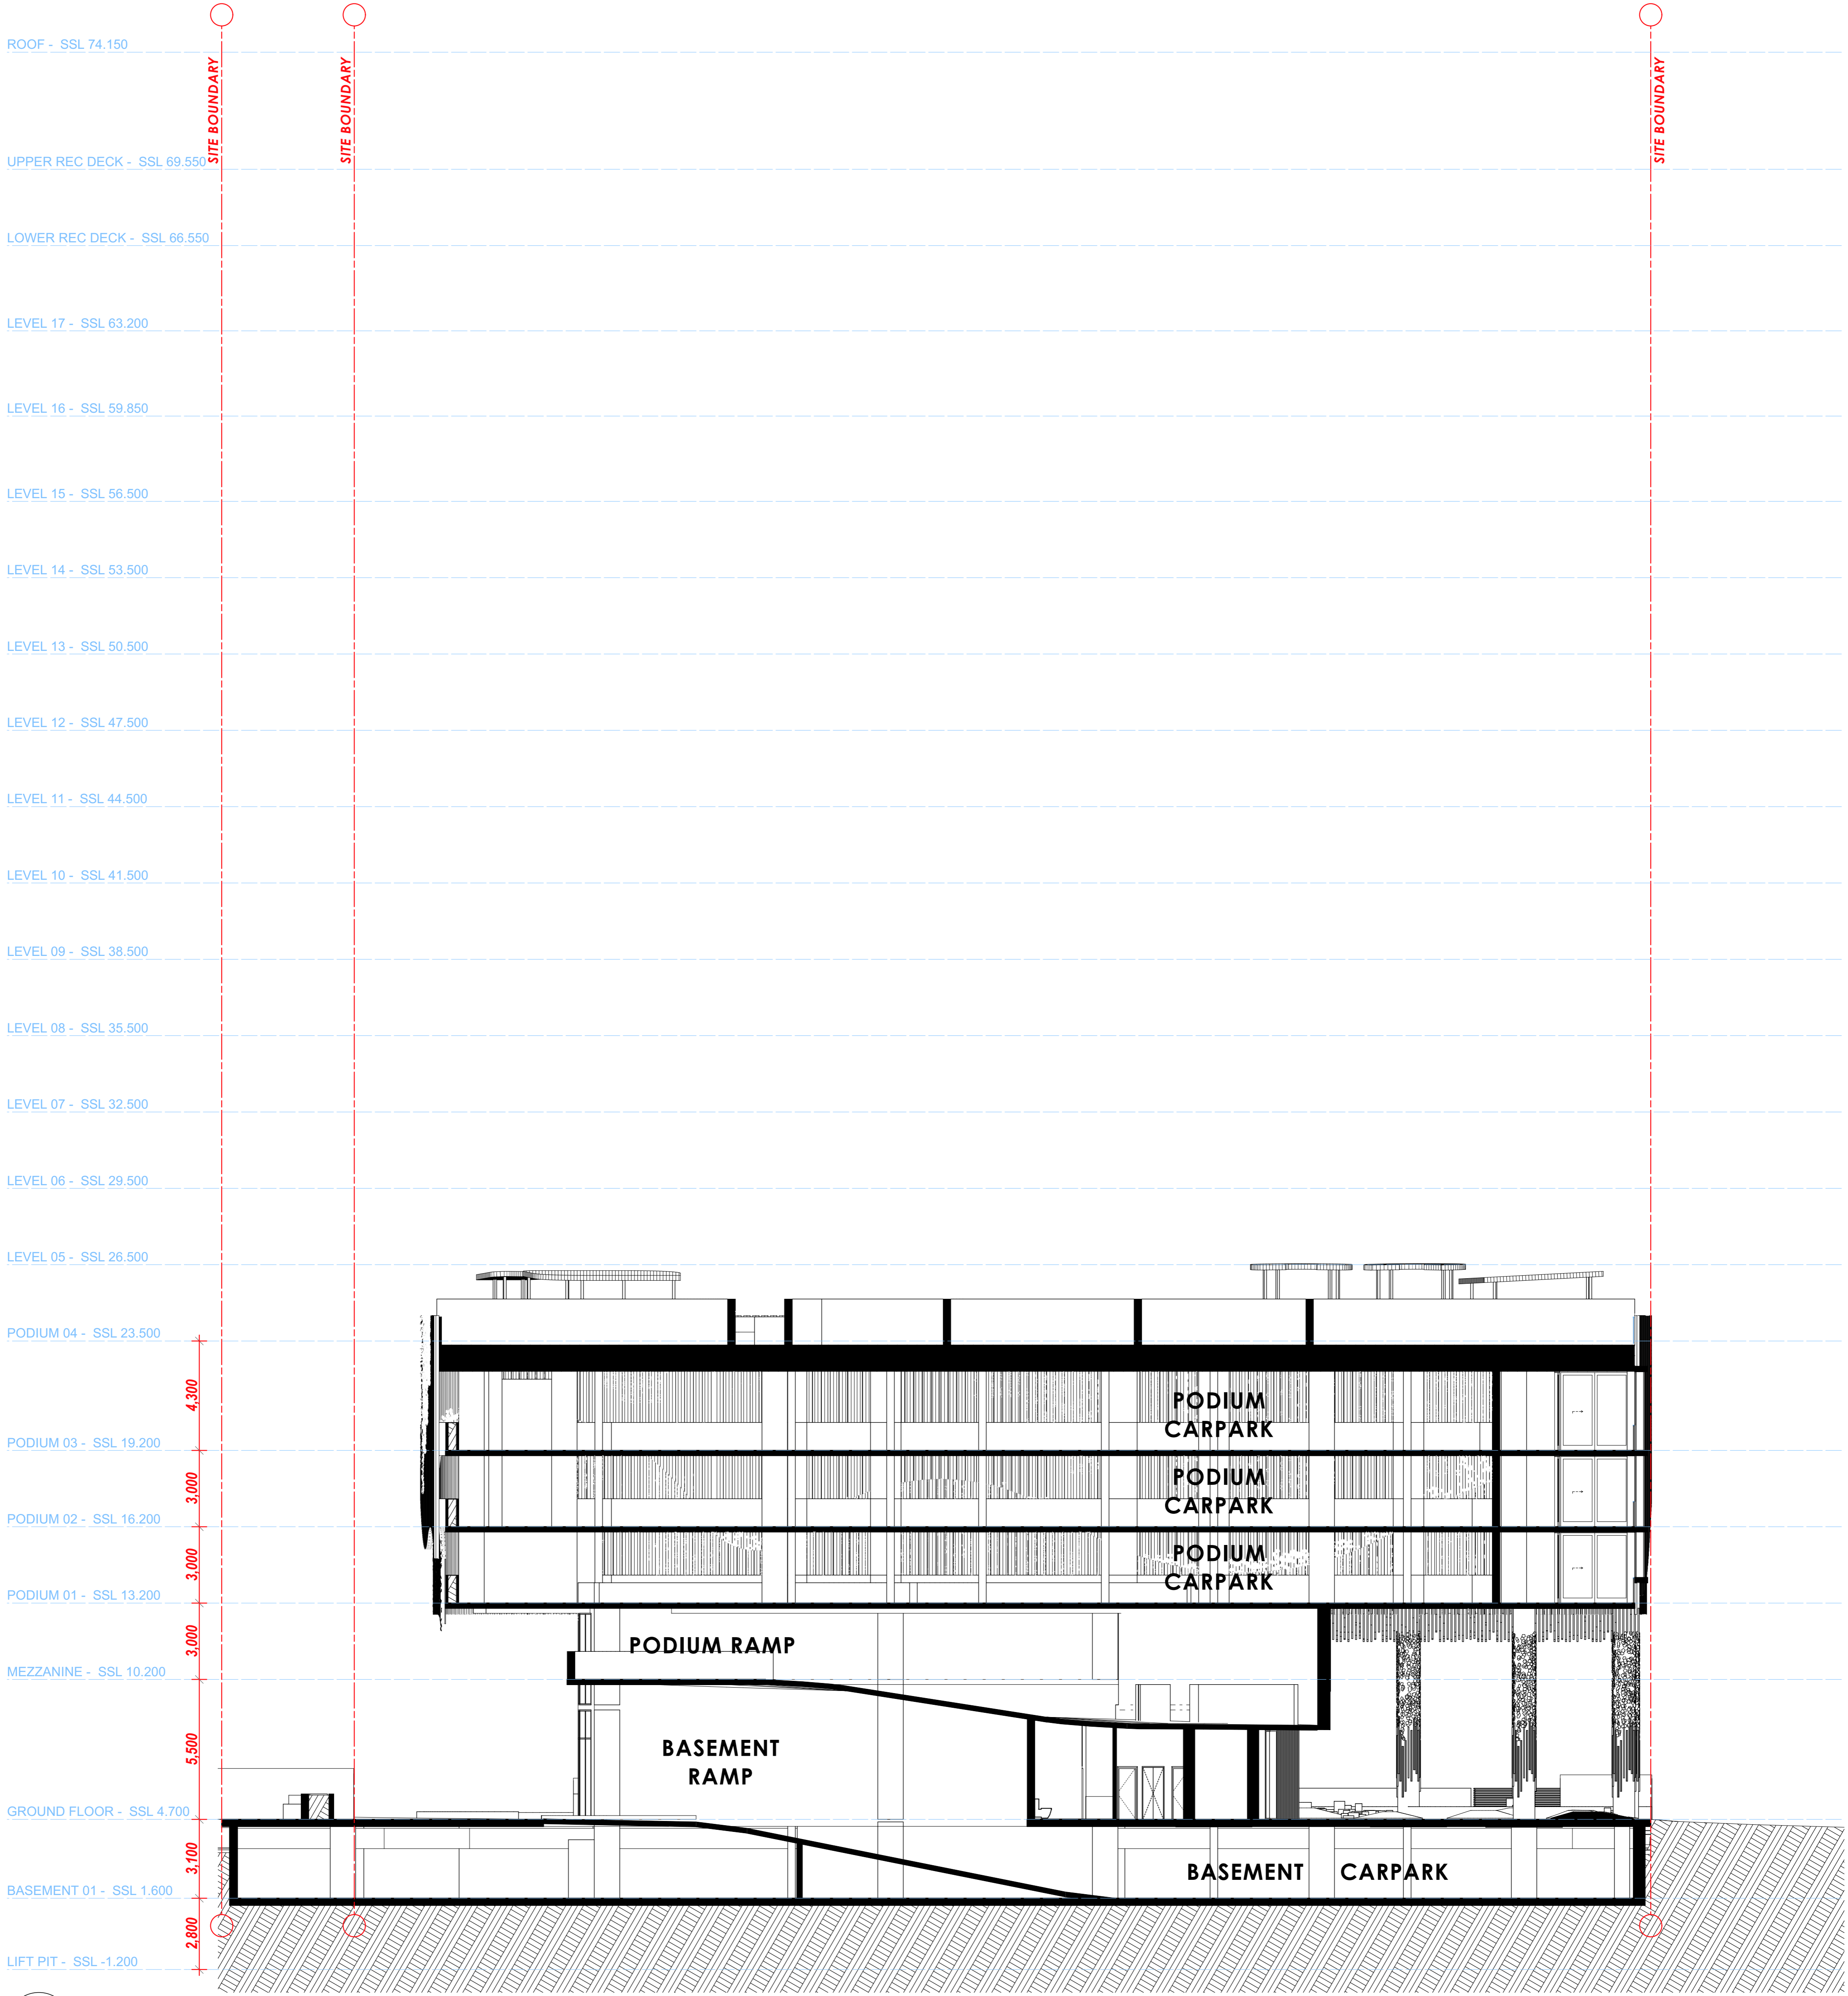 ROOF - SSL 74.150
SITE BOUNDARY
SITE BOUNDARY
SITE BOUNDARY
UPPER REC DECK - SSL 69.550
LOWER REC DECK - SSL 66.550
LEVEL 17 - SSL 63.200
LEVEL 16 - SSL 59.850
LEVEL 15 - SSL 56.500
LEVEL 14 - SSL 53.500
LEVEL 13 - SSL 50.500
LEVEL 12 - SSL 47.500
LEVEL 11 - SSL 44.500
LEVEL 10 - SSL 41.500
LEVEL 09 - SSL 38.500
LEVEL 08 - SSL 35.500
LEVEL 07 - SSL 32.500
LEVEL 06 - SSL 29.500
LEVEL 05 - SSL 26.500
PODIUM 04 - SSL 23.500
4,300
PODIUM
CARPARK
PODIUM 03 - SSL 19.200
3,000
PODIUM
CARPARK
PODIUM 02 - SSL 16.200
3,000
PODIUM
CARPARK
PODIUM 01 - SSL 13.200
3,000
PODIUM RAMP
MEZZANINE - SSL 10.200
5,500
BASEMENT
RAMP
GROUND FLOOR - SSL 4.700
3,100
BASEMENT CARPARK
BASEMENT 01 - SSL 1.600
2,800
LIFT PIT - SSL -1.200